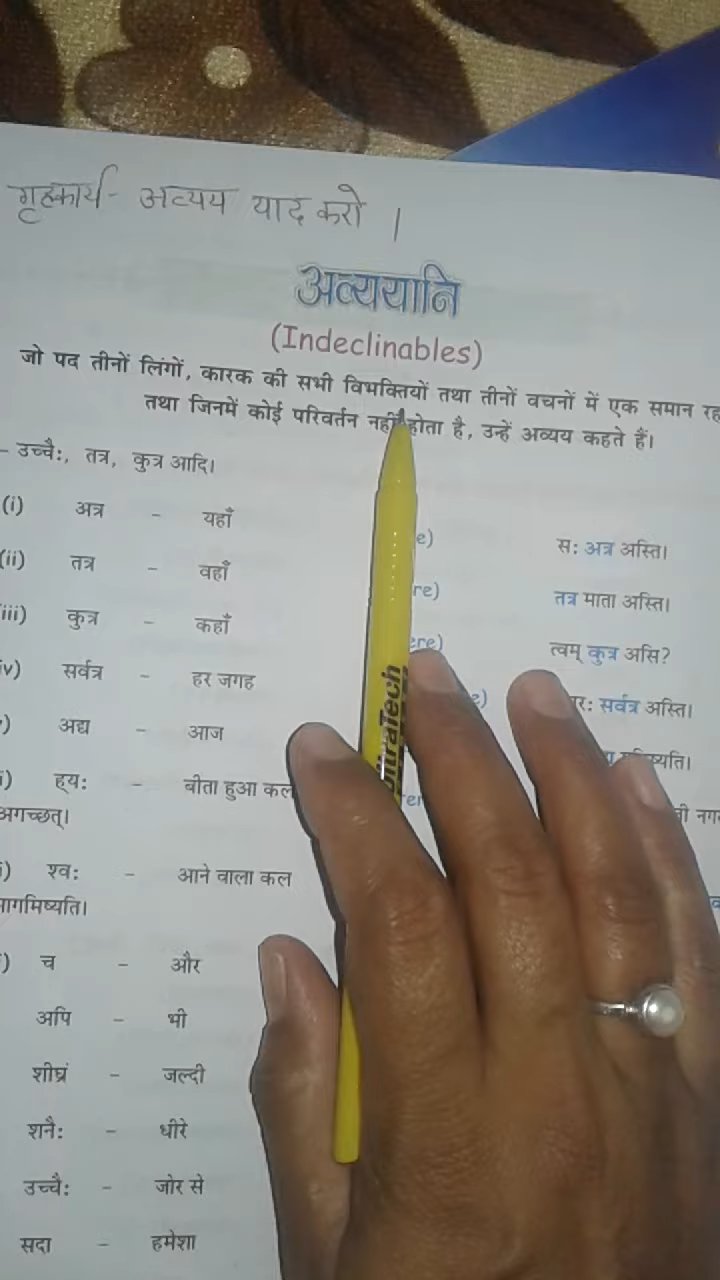 गृहकार्य- अव्यय याद करो ।
अव्ययानि
(Indeclinables)
जो पद तीनों लिंगों, कारक की सभी विभक्तियों तथा तीनों वचनों में एक समान
तथा जिनमें कोई परिवर्तन नहीं होता है, उन्हें अव्यय कहते हैं।
- उच्चैः, तत्र, कुत्र आदि।
(i) अत्र - यहाँ सः अत्र अस्ति।
(ii) तत्र - वहाँ तत्र माता अस्ति।
iii) कुत्र - कहाँ त्वम् कुत्र असि?
iv) सर्वत्र - हर जगह सर्वत्र अस्ति।
अद्य - आज
ह्यः - बीता हुआ कल
अगच्छत्।
श्वः - आने वाला कल
च - और
अपि - भी
शीघ्रं - जल्दी
शनैः - धीरे
उच्चैः - जोर से
सदा - हमेशा
UltraTech